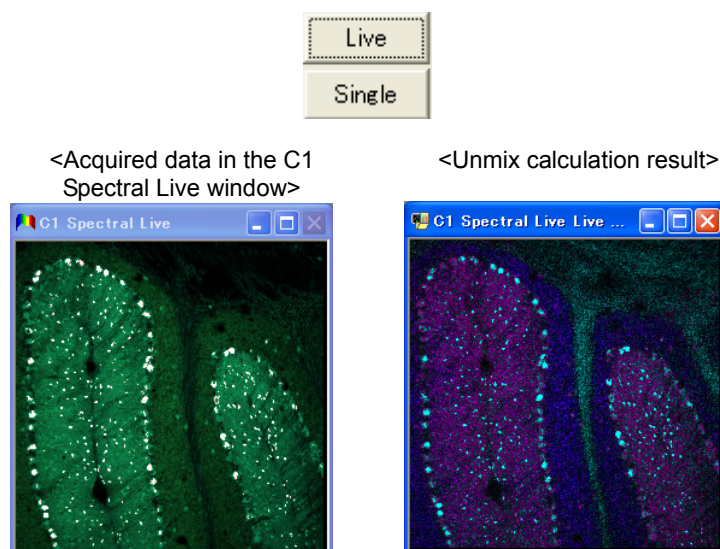 Live
Single
<Acquired data in the C1
Spectral Live window>
<Unmix calculation result>
C1 Spectral Live
C1 Spectral Live Live ...